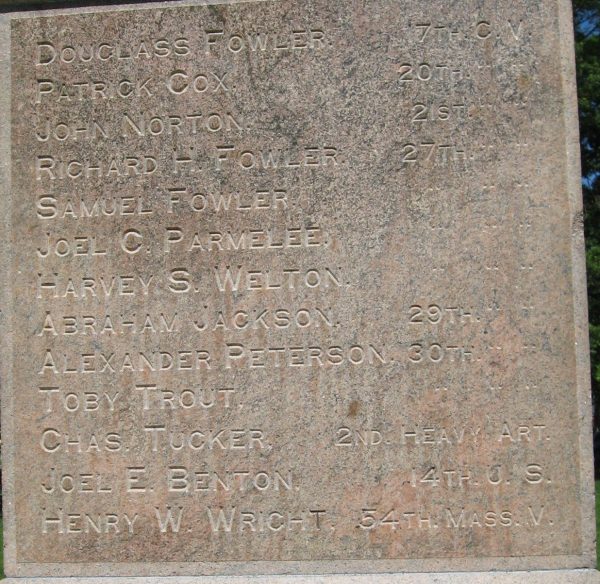 DOUGLASS FOWLER. 7TH. C. V.
PATRICK COX. 20TH. " "
JOHN NORTON. 21ST. " "
RICHARD H. FOWLER. 27TH. " "
SAMUEL FOWLER. " " "
JOEL C. PARMELEE. " " "
HARVEY S. WELTON. " " "
ABRAHAM JACKSON. 29TH. " "
ALEXANDER PETERSON. 30TH. " "
TOBY TROUT. " " "
CHAS. TUCKER. 2ND. HEAVY ART.
JOEL E. BENTON. 14TH. U. S.
HENRY W. WRIGHT. 54TH. MASS. V.